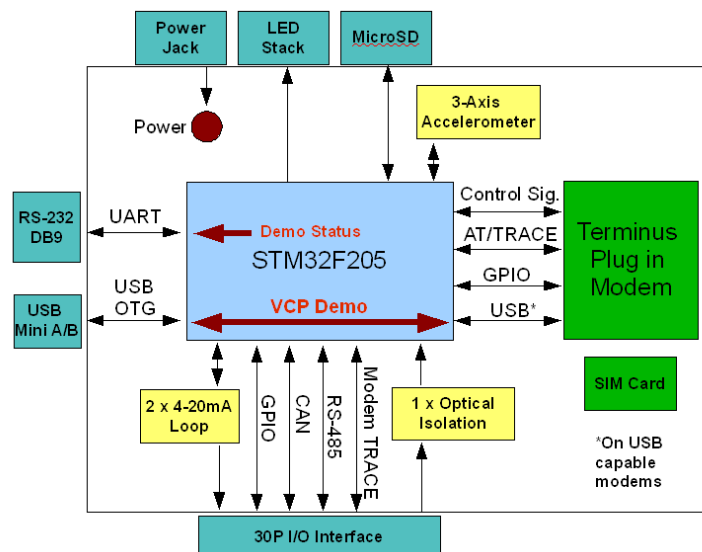 Power
Jack
LED
Stack
MicroSD
3-Axis
Accelerometer
Power
RS-232
DB9
UART
Demo Status
STM32F205
Control Sig.
AT/TRACE
GPIO
USB*
Terminus
Plug in
Modem
USB
Mini A/B
USB
OTG
VCP Demo
2 x 4-20mA
Loop
GPIO
CAN
RS-485
Modem TRACE
1 x Optical
Isolation
SIM Card
*On USB
capable
modems
30P I/O Interface